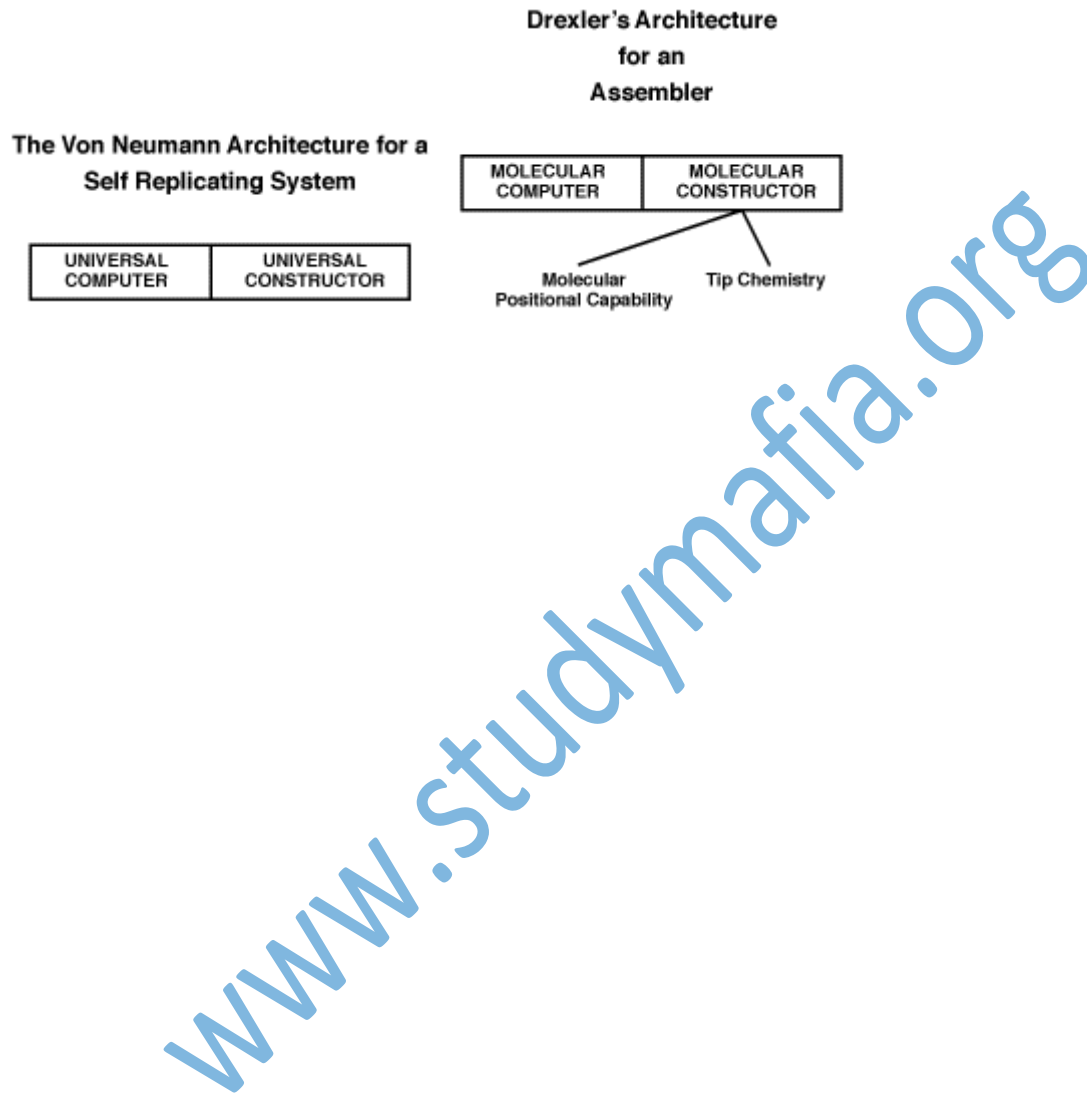 Drexler's Architecture
for an
Assembler
The Von Neumann Architecture for a
Self Replicating System
MOLECULAR
COMPUTER
MOLECULAR
CONSTRUCTOR
UNIVERSAL
COMPUTER
UNIVERSAL
CONSTRUCTOR
Molecular
Positional Capability
Tip Chemistry
www.studymafia.org